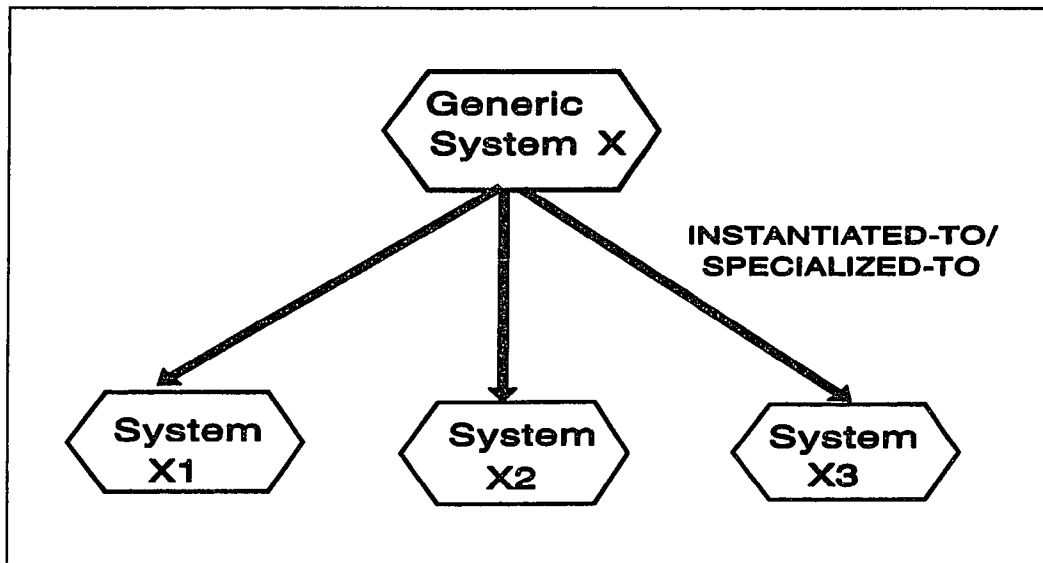 Generic
System X
INSTANTIATED-TO/
SPECIALIZED-TO
System
X1
System
X2
System
X3